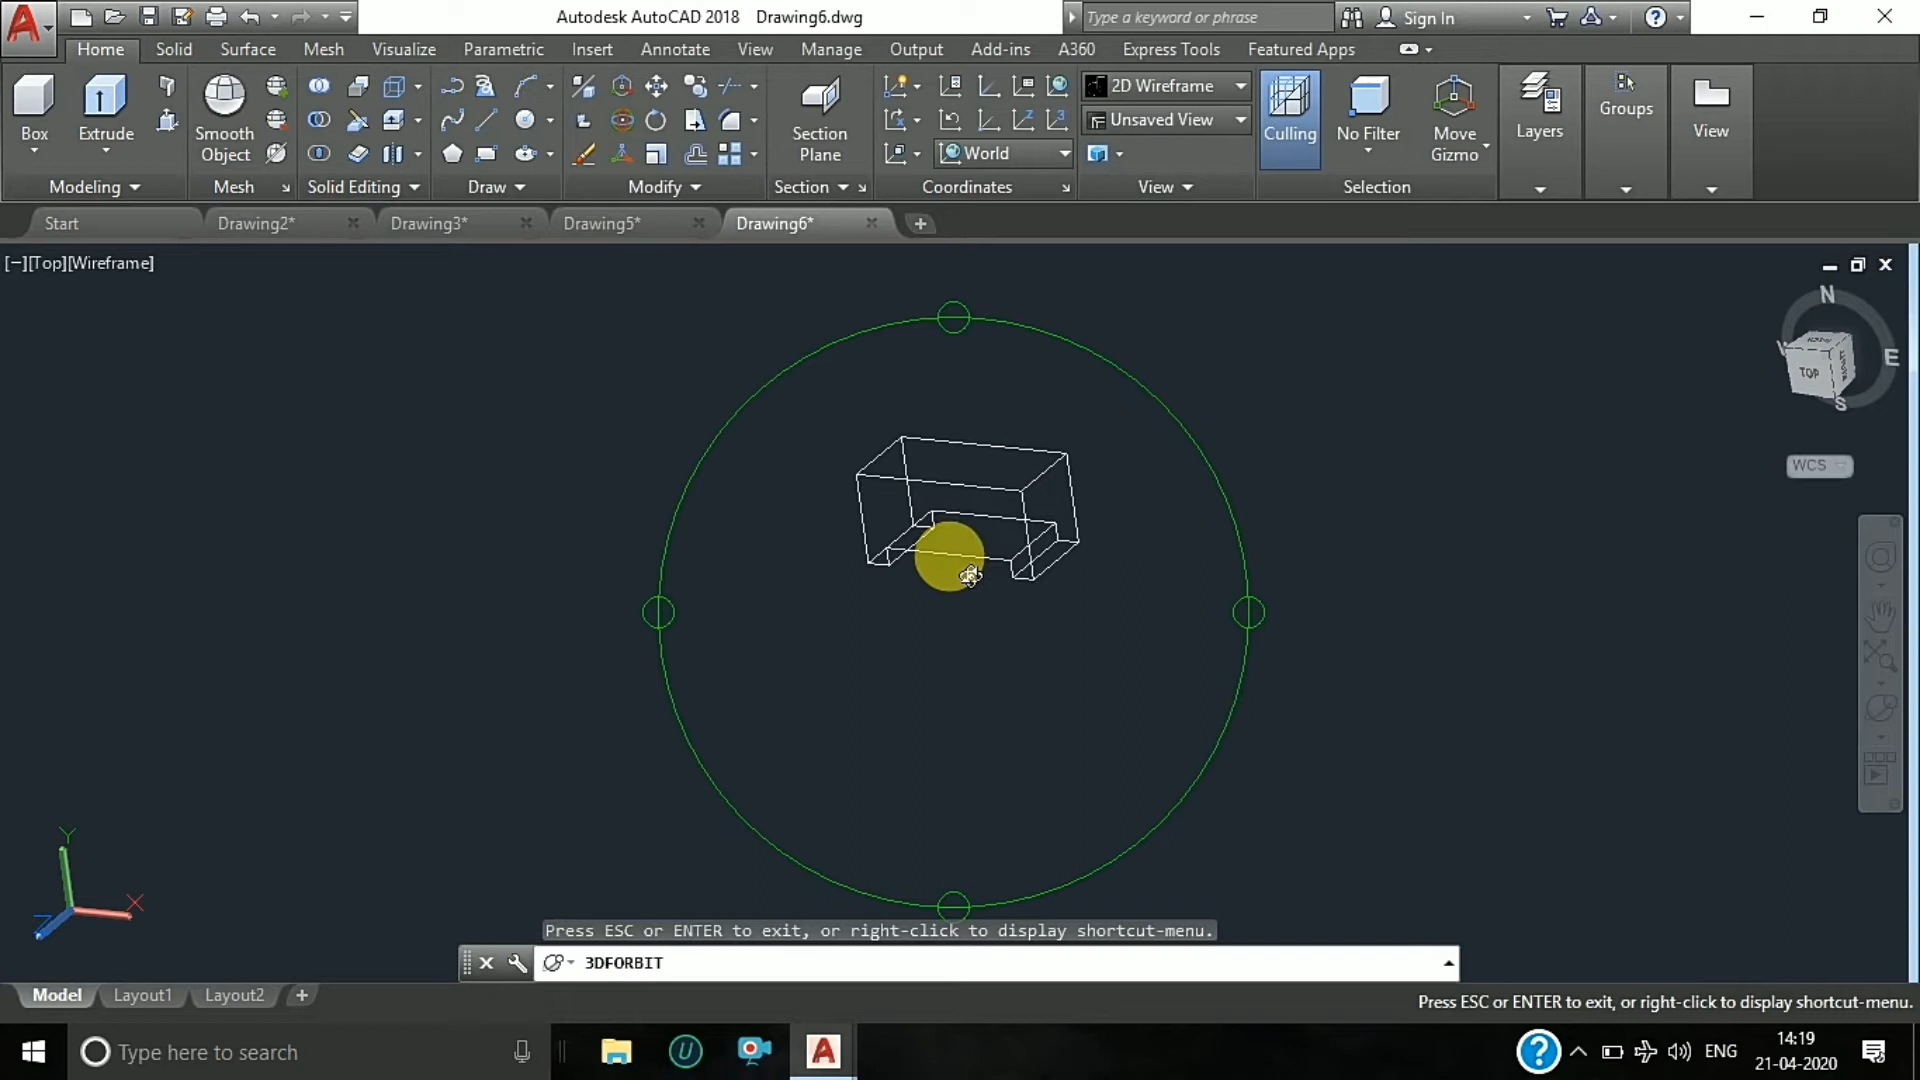 Autodesk AutoCAD 2018 Drawing6.dwg
Type a keyword or phrase
Sign In
Home Solid Surface Mesh Visualize Parametric Insert Annotate View Manage Output Add-ins A360 Express Tools Featured Apps
Box
Extrude
Smooth
Object
Section
Plane
2D Wireframe
Unsaved View
World
Culling
No Filter
Move
Gizmo
Layers
Groups
View
Modeling Mesh Solid Editing Draw Modify Section Coordinates View Selection
Start Drawing2* Drawing3* Drawing5* Drawing6*
[−][Top][Wireframe]
N
E
TOP
S
WCS
Y
X
Z
Press ESC or ENTER to exit, or right-click to display shortcut-menu.
3DFORBIT
Model Layout1 Layout2
Press ESC or ENTER to exit, or right-click to display shortcut-menu.
Type here to search
ENG
14:19
21-04-2020